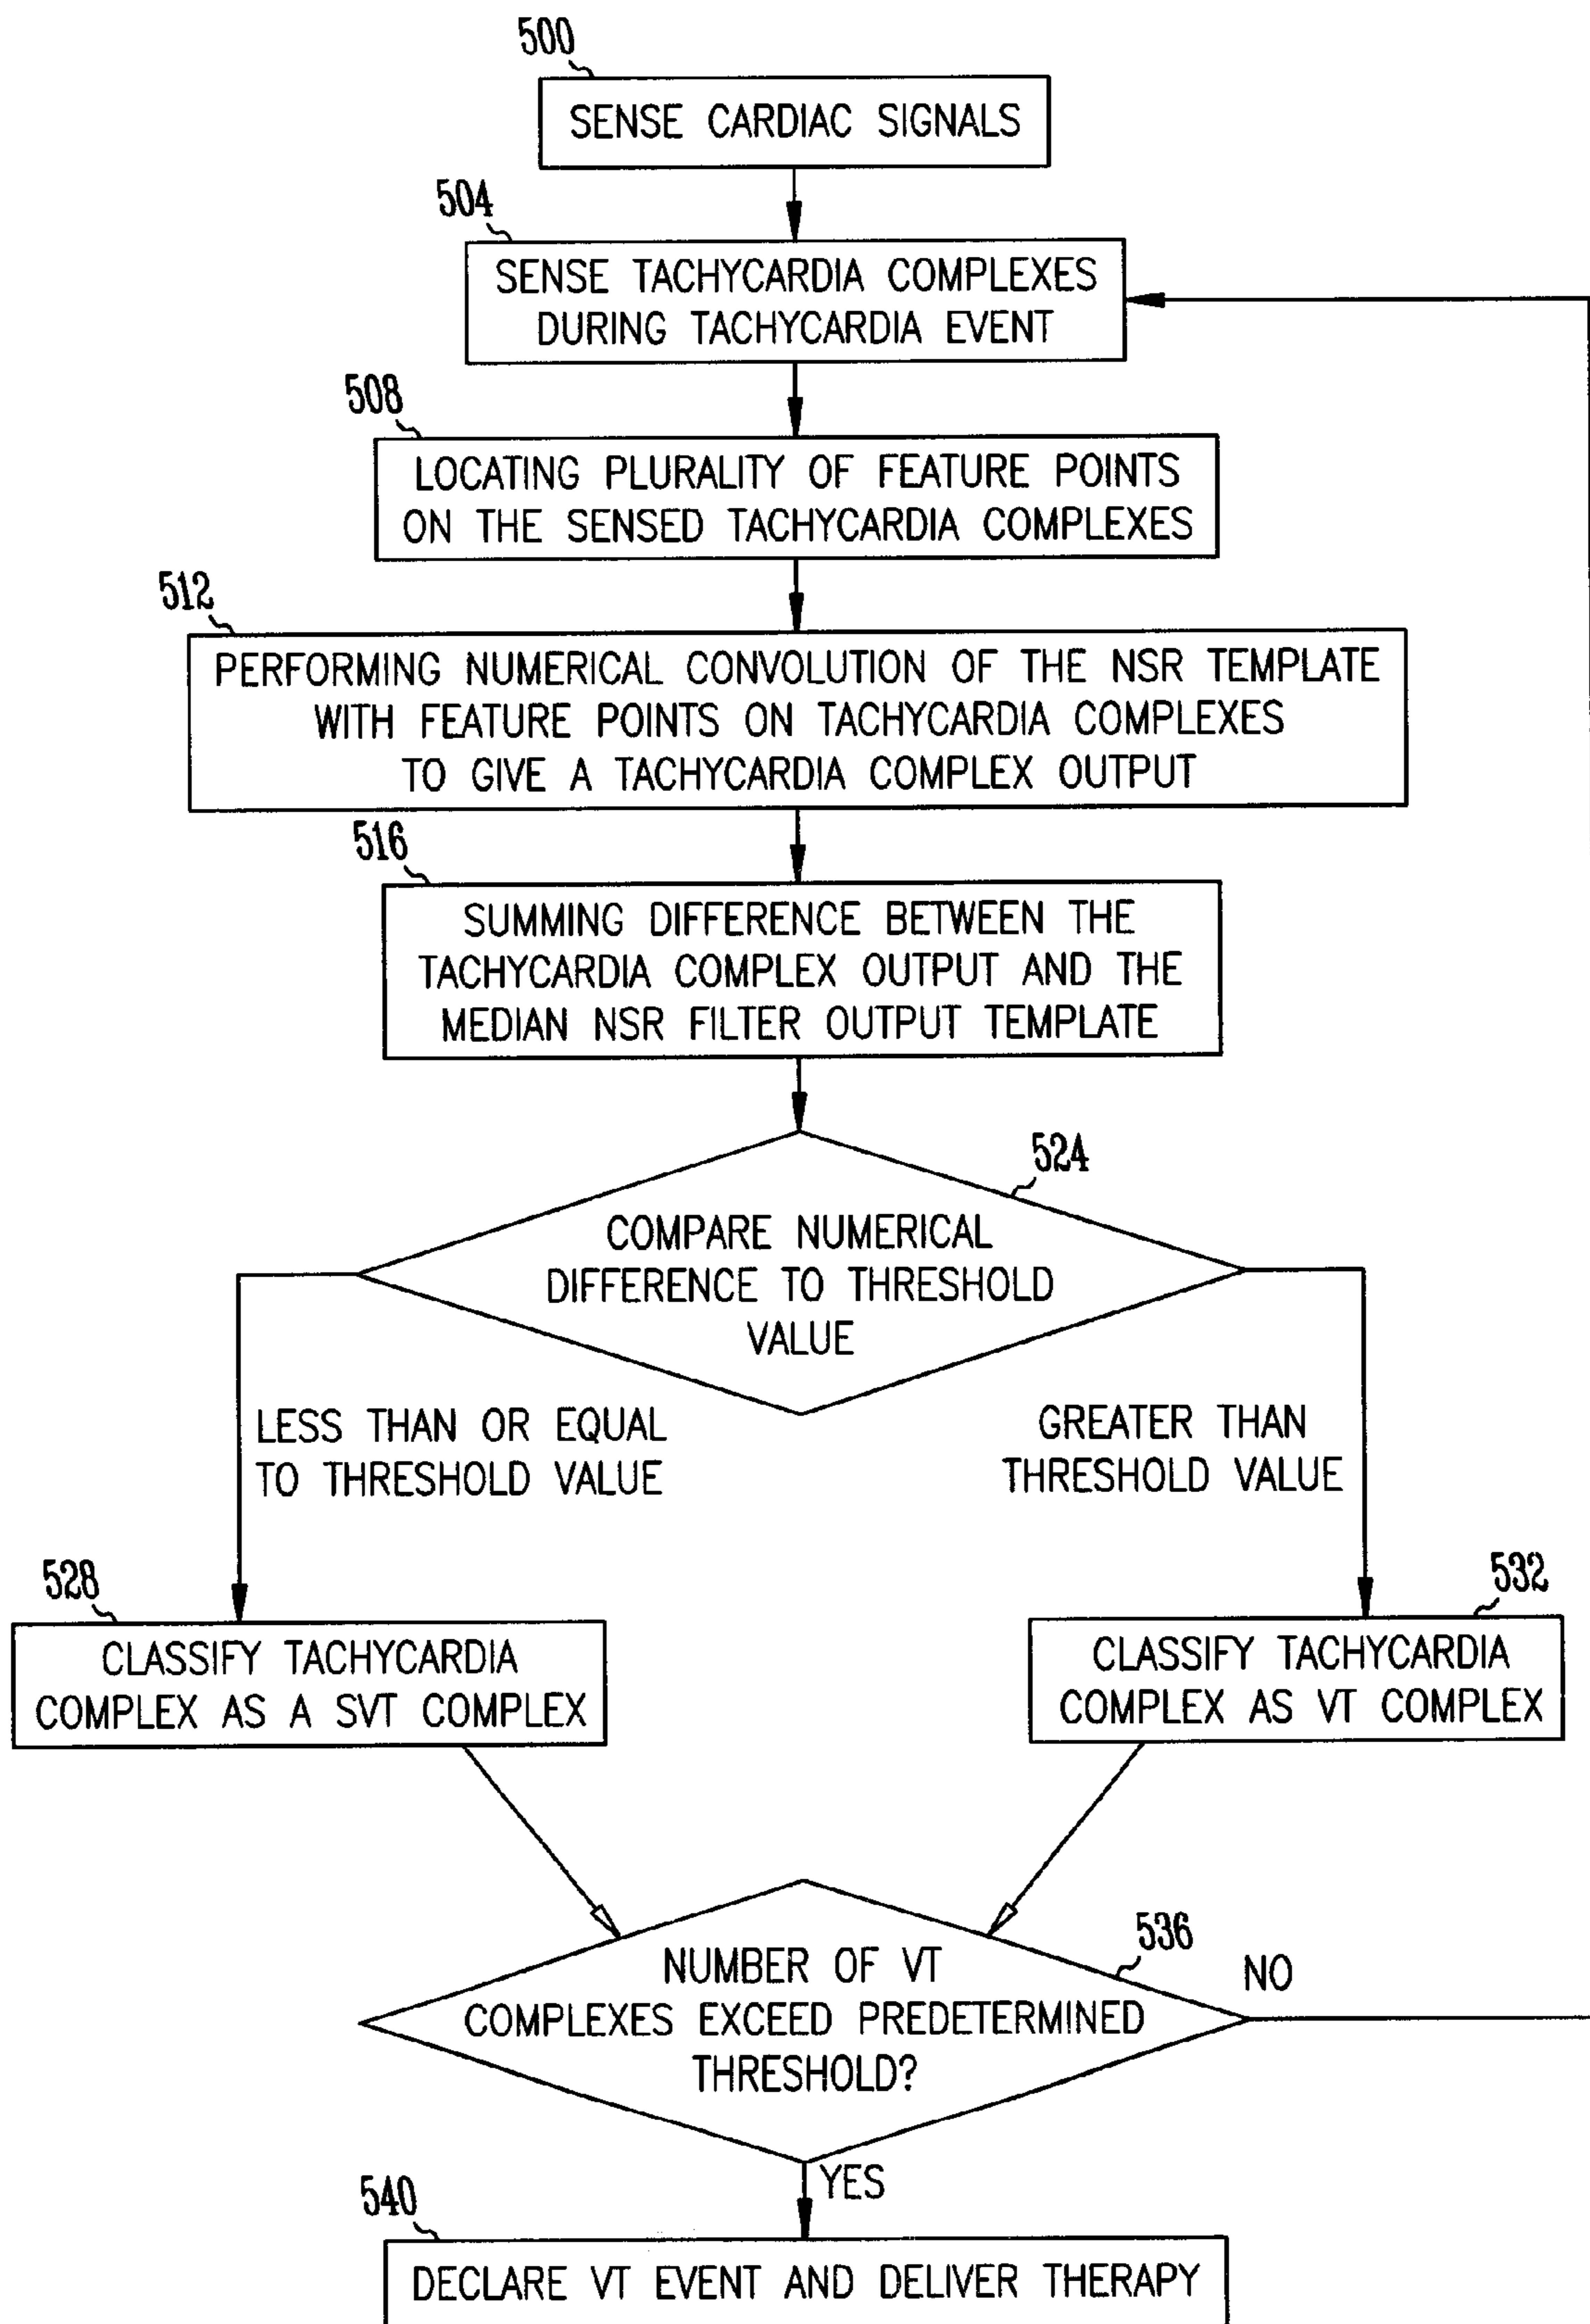 500
SENSE CARDIAC SIGNALS
504
SENSE TACHYCARDIA COMPLEXES
DURING TACHYCARDIA EVENT
508
LOCATING PLURALITY OF FEATURE POINTS
ON THE SENSED TACHYCARDIA COMPLEXES
512
PERFORMING NUMERICAL CONVOLUTION OF THE NSR TEMPLATE
WITH FEATURE POINTS ON TACHYCARDIA COMPLEXES
TO GIVE A TACHYCARDIA COMPLEX OUTPUT
516
SUMMING DIFFERENCE BETWEEN THE
TACHYCARDIA COMPLEX OUTPUT AND THE
MEDIAN NSR FILTER OUTPUT TEMPLATE
524
COMPARE NUMERICAL
DIFFERENCE TO THRESHOLD
VALUE
LESS THAN OR EQUAL
TO THRESHOLD VALUE
GREATER THAN
THRESHOLD VALUE
528
CLASSIFY TACHYCARDIA
COMPLEX AS A SVT COMPLEX
532
CLASSIFY TACHYCARDIA
COMPLEX AS VT COMPLEX
536
NUMBER OF VT
COMPLEXES EXCEED PREDETERMINED
THRESHOLD?
NO
YES
540
DECLARE VT EVENT AND DELIVER THERAPY